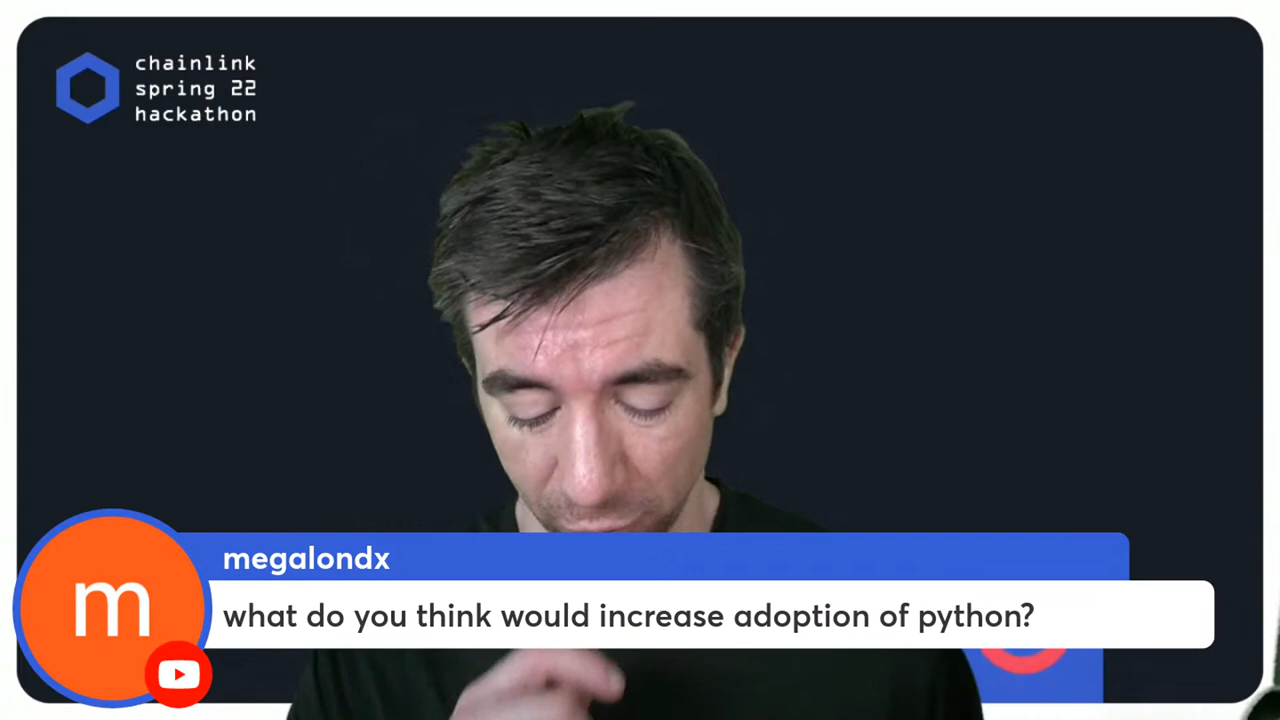 chainlink
spring 22
hackathon
megalondx
m
what do you think would increase adoption of python?